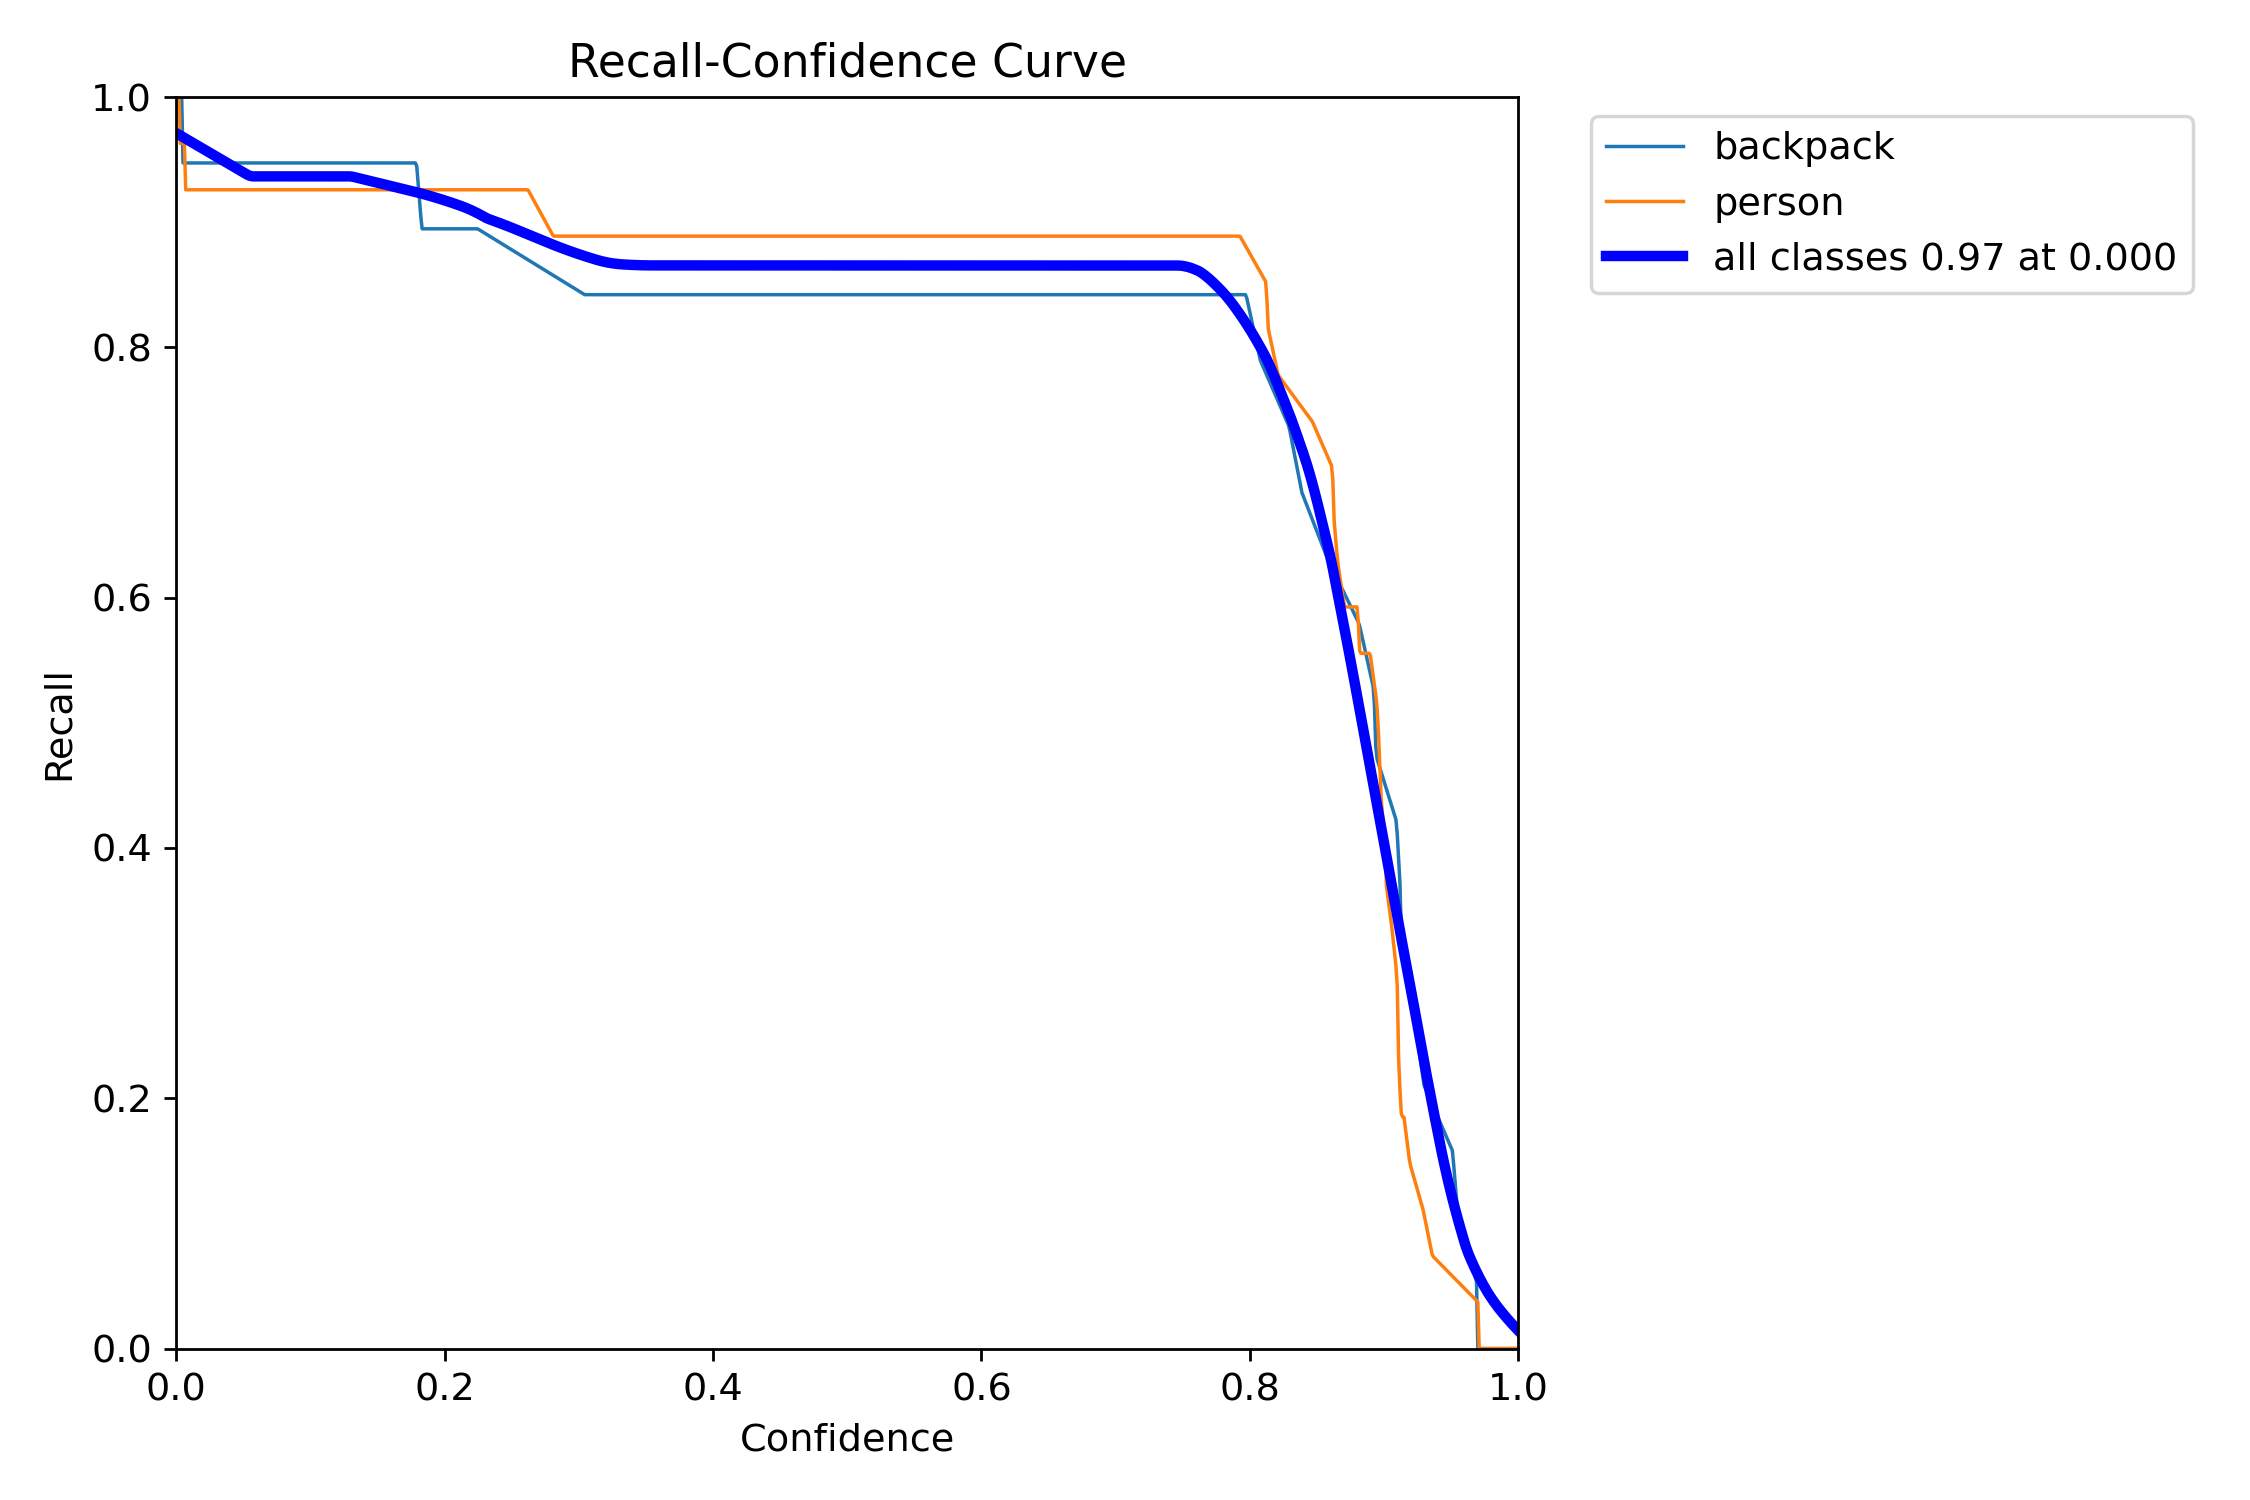 Recall-Confidence Curve
1.0
0.8
0.6
0.4
0.2
0.0
Recall
0.0 0.2 0.4 0.6 0.8 1.0
Confidence
backpack
person
all classes 0.97 at 0.000